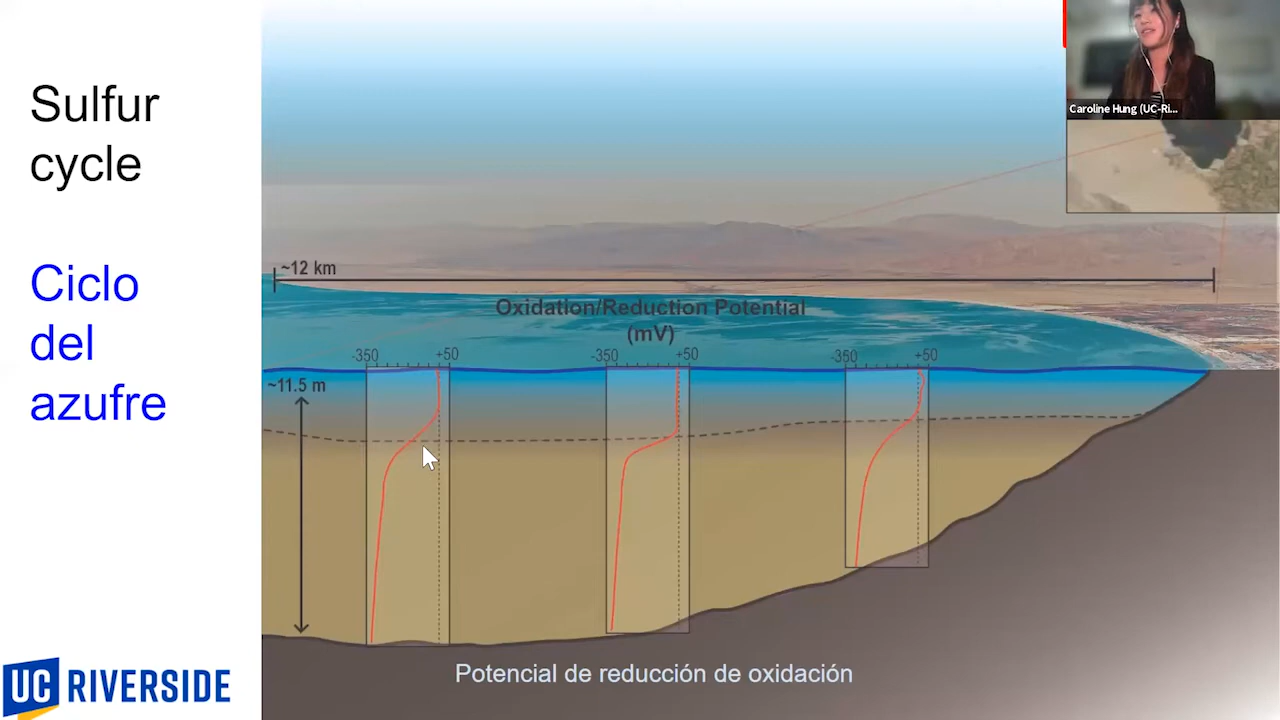 Sulfur
cycle
Ciclo
del
azufre
UC RIVERSIDE
Caroline Hung (UC-Ri...
~12 km
Oxidation/Reduction Potential
(mV)
-350 +50
-350 +50
-350 +50
~11.5 m
Potencial de reducción de oxidación